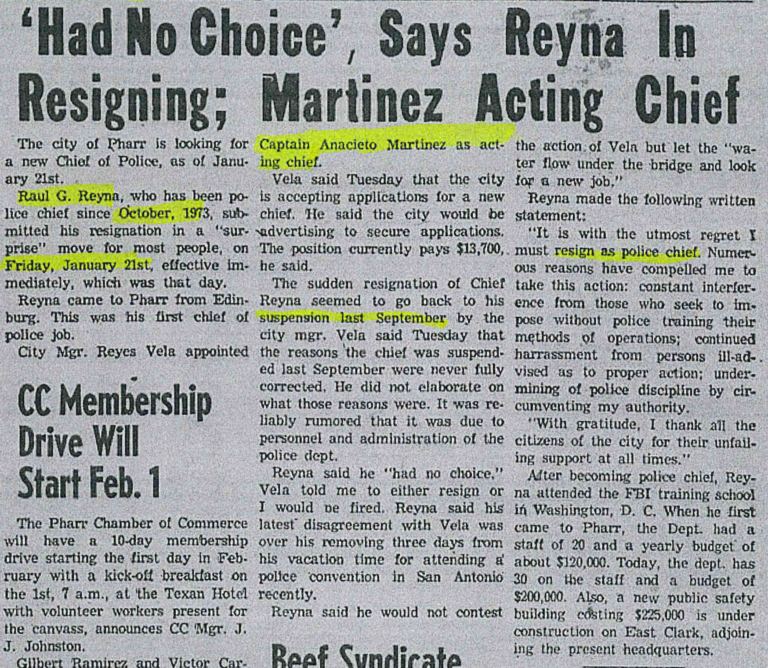 'Had No Choice', Says Reyna In
Resigning; Martinez Acting Chief
The city of Pharr is looking for
a new Chief of Police, as of Janu-
ary 21st.
Raul G. Reyna, who has been po-
lice chief since October, 1973, sub-
mitted his resignation in a "sur-
prise" move for most people, on
Friday, January 21st, effective im-
mediately, which was that day.
Reyna came to Pharr from Edin-
burg. This was his first chief of
police job.
City Mgr. Reyes Vela appointed
Captain Anacieto Martinez as act-
ing chief.
Vela said Tuesday that the city
is accepting applications for a new
chief. He said the city would be
advertising to secure applications.
The position currently pays $13,700,
he said.
The sudden resignation of Chief
Reyna seemed to go back to his
suspension last September by the
city mgr. Vela said Tuesday that
the reasons the chief was suspend-
ed last September were never fully
corrected. He did not elaborate on
what those reasons were. It was re-
liably rumored that it was due to
personnel and administration of the
police dept.
Reyna said he "had no choice,"
Vela told me to either resign or
I would be fired. Reyna said his
latest disagreement with Vela was
over his removing three days from
his vacation time for attending a
police convention in San Antonio
recently.
Reyna said he would not contest
the action of Vela but let the "wa-
ter flow under the bridge and look
for a new job."
Reyna made the following written
statement:
"It is with the utmost regret I
must resign as police chief. Numer-
ous reasons have compelled me to
take this action: constant interfer-
ence from those who seek to im-
pose without police training their
methods of operations; continued
harrassment from persons ill-ad-
vised as to proper action; under-
mining of police discipline by cir-
cumventing my authority.
"With gratitude, I thank all the
citizens of the city for their unfail-
ing support at all times."
After becoming police chief, Rey-
na attended the FBI training school
in Washington, D. C. When he first
came to Pharr, the Dept. had a
staff of 20 and a yearly budget of
about $120,000. Today, the dept. has
30 on the staff and a budget of
$200,000. Also, a new public safety
building costing $225,000 is under
construction on East Clark, adjoin-
ing the present headquarters.
CC Membership
Drive Will
Start Feb. 1
The Pharr Chamber of Commerce
will have a 10-day membership
drive starting the first day in Feb-
ruary with a kick-off breakfast on
the 1st, 7 a.m., at the Texan Hotel
with volunteer workers present for
the canvass, announces CC Mgr. J.
J. Johnston.
Gilbert Ramirez and Victor Car-
Beef Syndicate